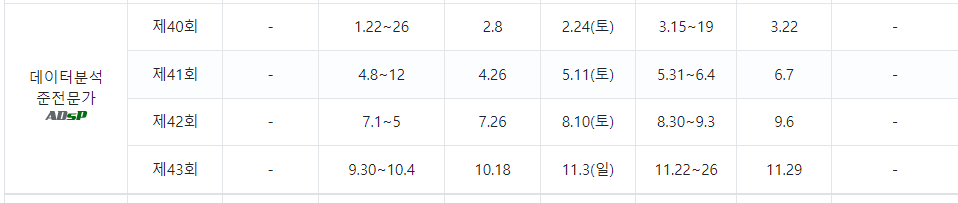 제40회 - 1.22~26 2.8 2.24(토) 3.15~19 3.22 -
데이터분석
준전문가
ADsP
제41회 - 4.8~12 4.26 5.11(토) 5.31~6.4 6.7 -
제42회 - 7.1~5 7.26 8.10(토) 8.30~9.3 9.6 -
제43회 - 9.30~10.4 10.18 11.3(일) 11.22~26 11.29 -